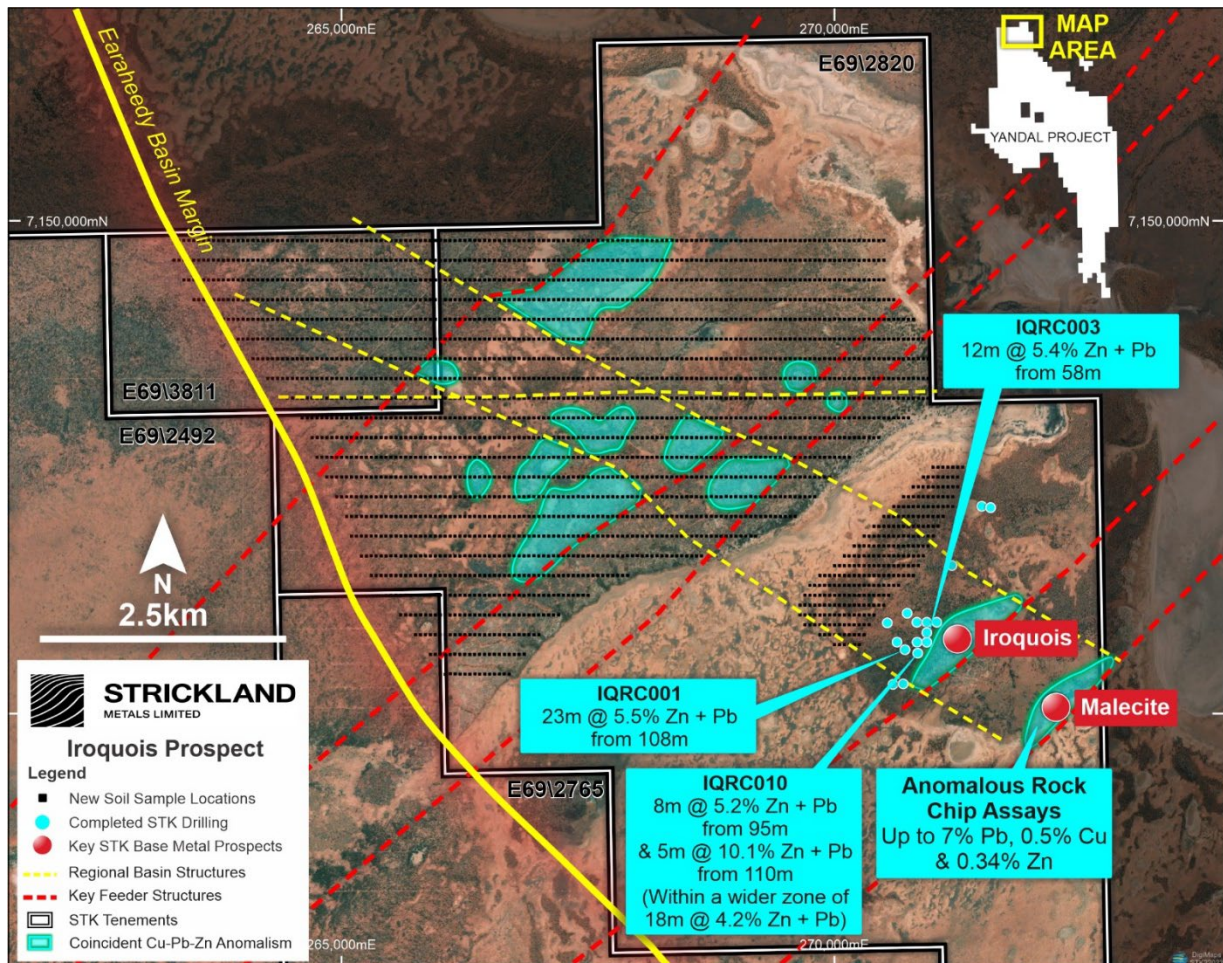 265,000mE
270,000mE
MAP
AREA
E69\2820
YANDAL PROJECT
Earaheedy Basin Margin
7,150,000mN
7,150,000mN
IQRC003
12m @ 5.4% Zn + Pb
from 58m
E69\3811
E69\2492
N
2.5km
Iroquois
Malecite
IQRC001
23m @ 5.5% Zn + Pb
from 108m
E69\2765
IQRC010
8m @ 5.2% Zn + Pb
from 95m
& 5m @ 10.1% Zn + Pb
from 110m
(Within a wider zone of
18m @ 4.2% Zn + Pb)
Anomalous Rock
Chip Assays
Up to 7% Pb, 0.5% Cu
& 0.34% Zn
STRICKLAND
METALS LIMITED
Iroquois Prospect
Legend
New Soil Sample Locations
Completed STK Drilling
Key STK Base Metal Prospects
Regional Basin Structures
Key Feeder Structures
STK Tenements
Coincident Cu-Pb-Zn Anomalism
265,000mE
270,000mE
DigiMaps